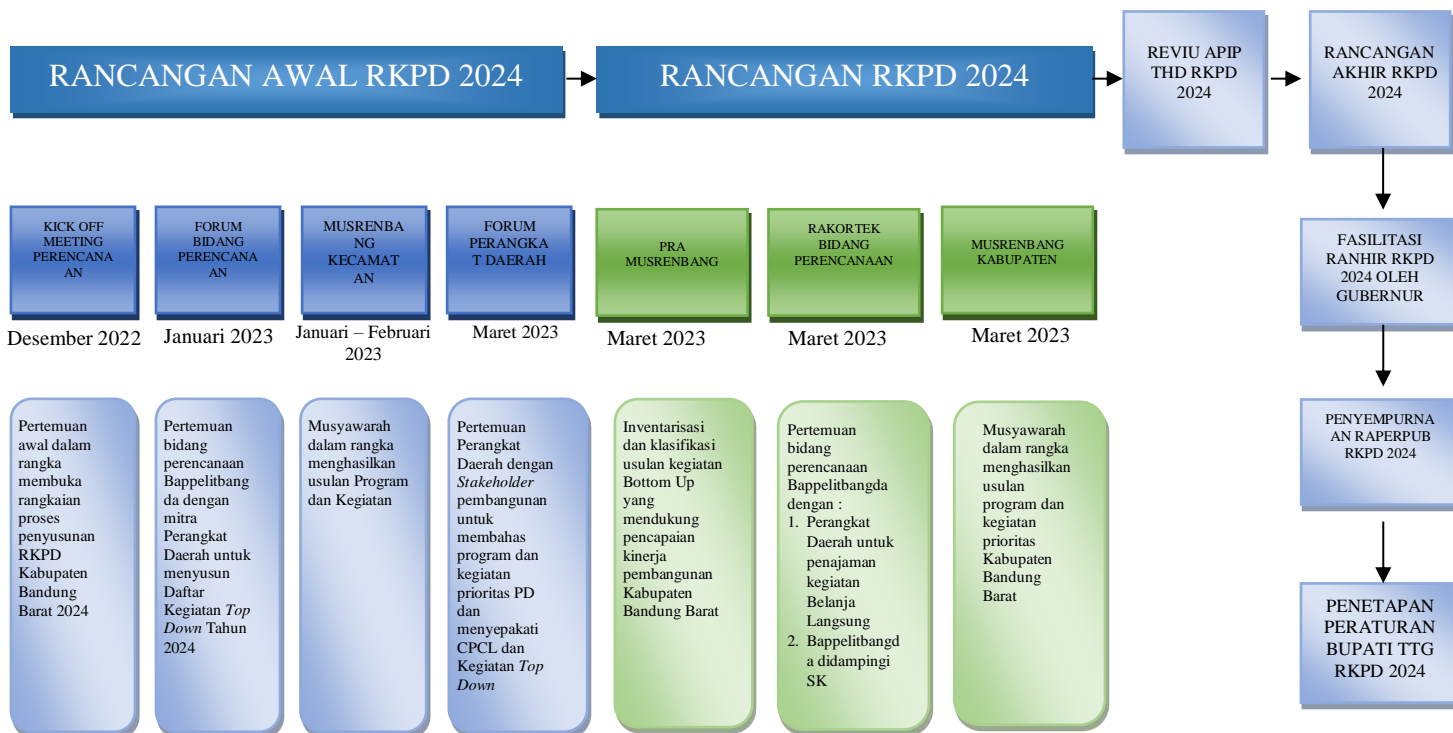 RANCANGAN AWAL RKPD 2024
RANCANGAN RKPD 2024
REVIU APIP
THD RKPD
2024
RANCANGAN
AKHIR RKPD
2024
KICK OFF
MEETING
PERENCANA
AN
FORUM
BIDANG
PERENCANA
AN
MUSRENBA
NG
KECAMAT
AN
FORUM
PERANGKA
T DAERAH
PRA
MUSRENBANG
RAKORTEK
BIDANG
PERENCANAAN
MUSRENBANG
KABUPATEN
FASILITASI
RANHIR RKPD
2024 OLEH
GUBERNUR
Desember 2022
Januari 2023
Januari – Februari
2023
Maret 2023
Maret 2023
Maret 2023
Maret 2023
Pertemuan
awal dalam
rangka
membuka
rangkaian
proses
penyusunan
RKPD
Kabupaten
Bandung
Barat 2024
Pertemuan
bidang
perencanaan
Bappelitbang
da dengan
mitra
Perangkat
Daerah untuk
menyusun
Daftar
Kegiatan Top
Down Tahun
2024
Musyawarah
dalam rangka
menghasilkan
usulan Program
dan Kegiatan
Pertemuan
Perangkat
Daerah dengan
Stakeholder
pembangunan
untuk
membahas
program dan
kegiatan
prioritas PD
dan
menyepakati
CPCL dan
Kegiatan Top
Down
Inventarisasi
dan klasifikasi
usulan kegiatan
Bottom Up
yang
mendukung
pencapaian
kinerja
pembangunan
Kabupaten
Bandung Barat
Pertemuan
bidang
perencanaan
Bappelitbangda
dengan :
1. Perangkat
Daerah untuk
penajaman
kegiatan
Belanja
Langsung
2. Bappelitbangd
a didampingi
SK
Musyawarah
dalam rangka
menghasilkan
usulan
program dan
kegiatan
prioritas
Kabupaten
Bandung
Barat
PENYEMPURNA
AN RAPERPUB
RKPD 2024
PENETAPAN
PERATURAN
BUPATI TTG
RKPD 2024